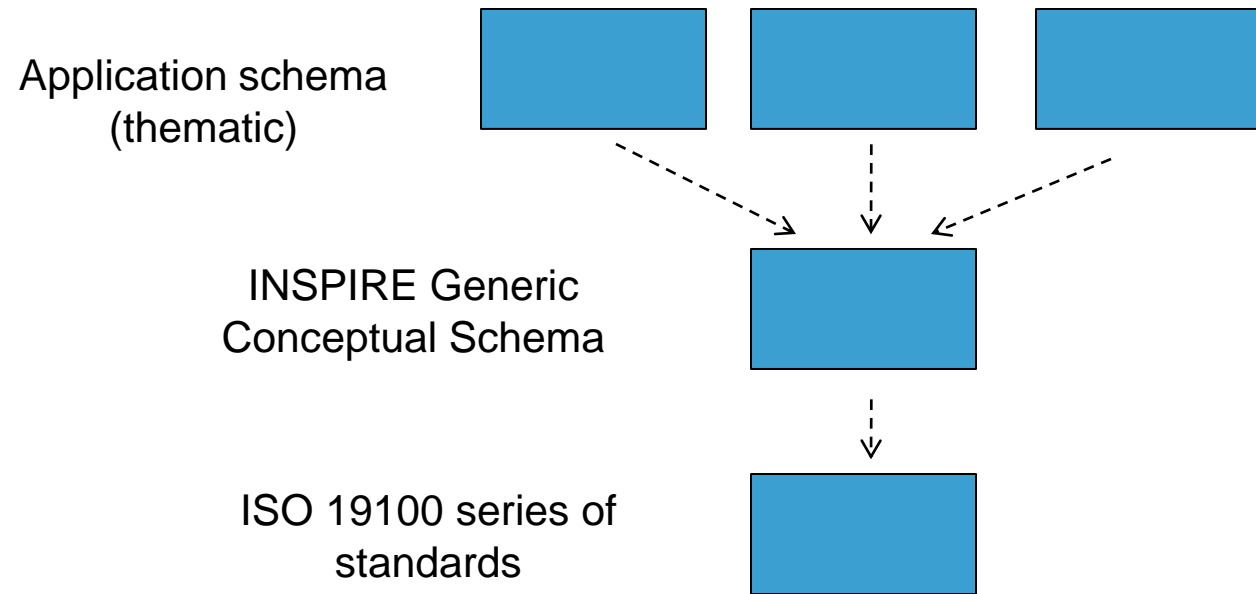 Application schema
(thematic)
INSPIRE Generic
Conceptual Schema
ISO 19100 series of
standards